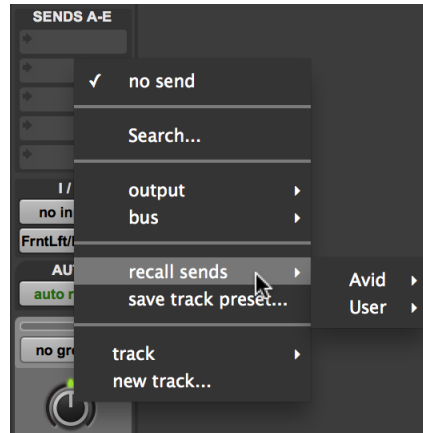 SENDS A-E
✓ no send
Search...
output
bus
I /
no in
FrntLft/
recall sends
Avid
User
AU
auto
save track preset...
no gr
track
new track...